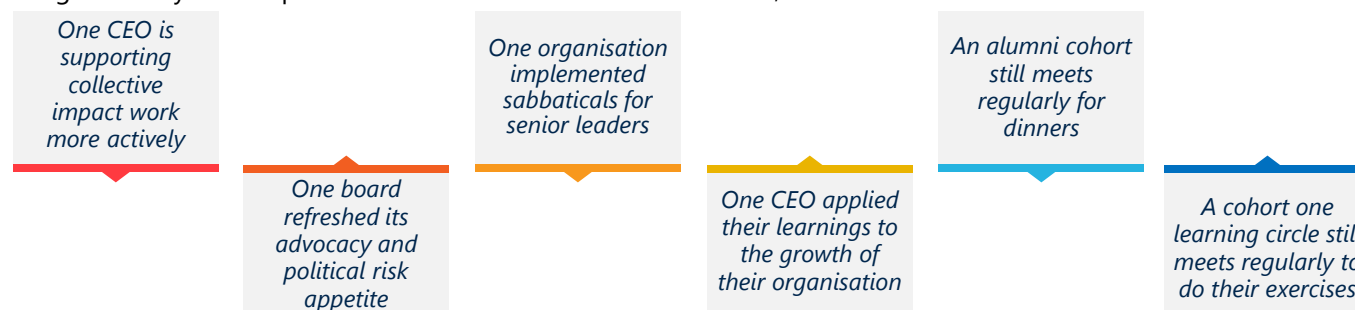 One CEO is
supporting
collective
impact work
more actively
One board
refreshed its
advocacy and
political risk
appetite
One organisation
implemented
sabbaticals for
senior leaders
One CEO applied
their learnings to
the growth of
their organisation
An alumni cohort
still meets
regularly for
dinners
A cohort one
learning circle stil
meets regularly to
do their exercises